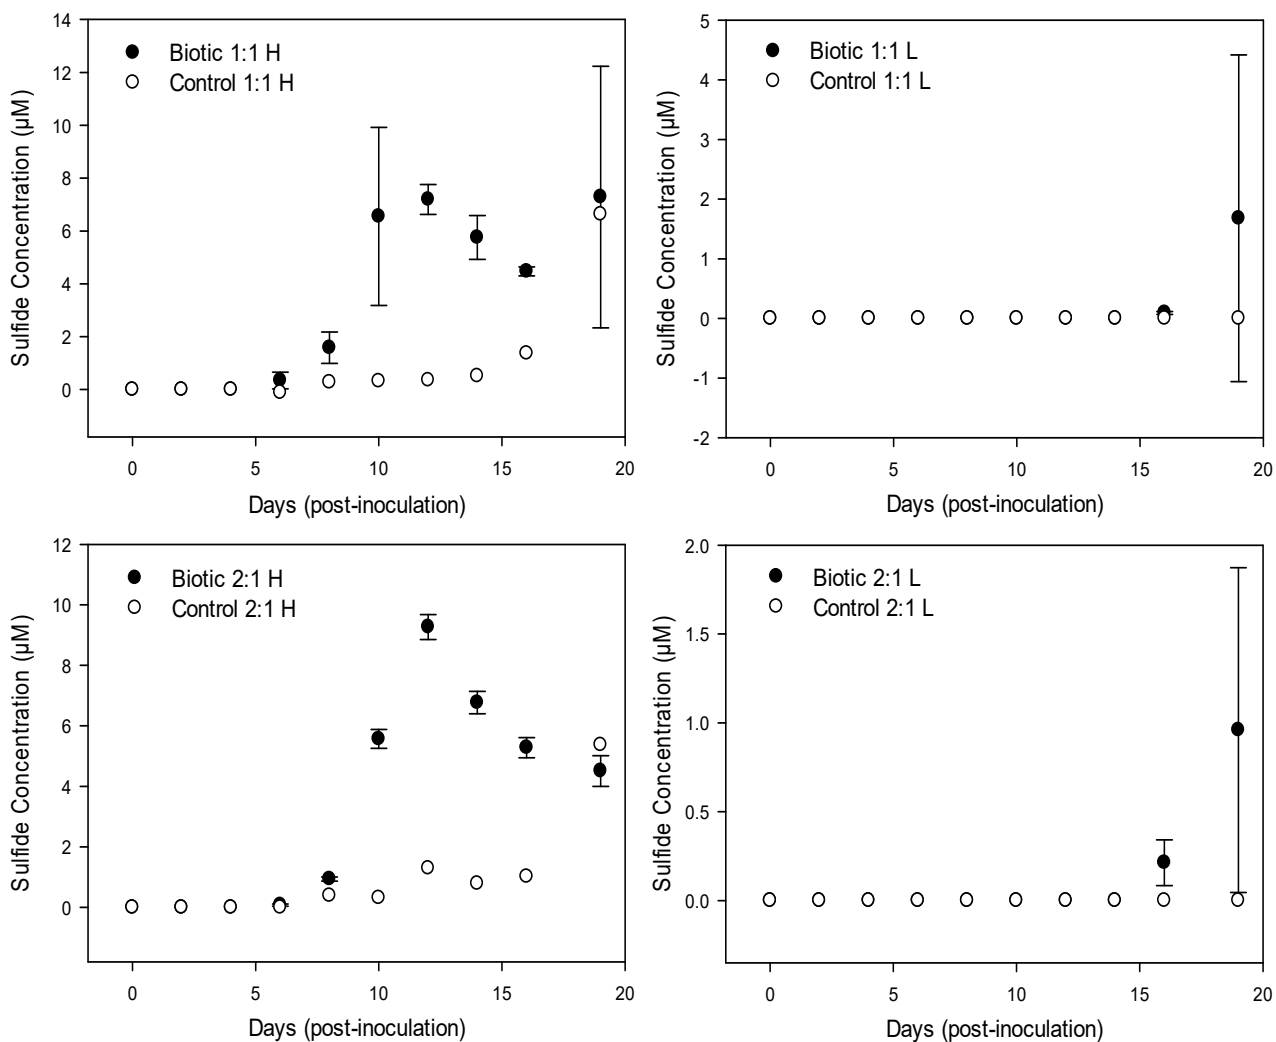 Biotic 1:1 H
Control 1:1 H
Sulfide Concentration (µM)
14
12
10
8
6
4
2
0
0 5 10 15 20
Days (post-inoculation)
Biotic 1:1 L
Control 1:1 L
Sulfide Concentration (µM)
5
4
3
2
1
0
-1
-2
0 5 10 15 20
Days (post-inoculation)
Biotic 2:1 H
Control 2:1 H
Sulfide Concentration (µM)
12
10
8
6
4
2
0
0 5 10 15 20
Days (post-inoculation)
Biotic 2:1 L
Control 2:1 L
Sulfide Concentration (µM)
2.0
1.5
1.0
0.5
0.0
0 5 10 15 20
Days (post-inoculation)